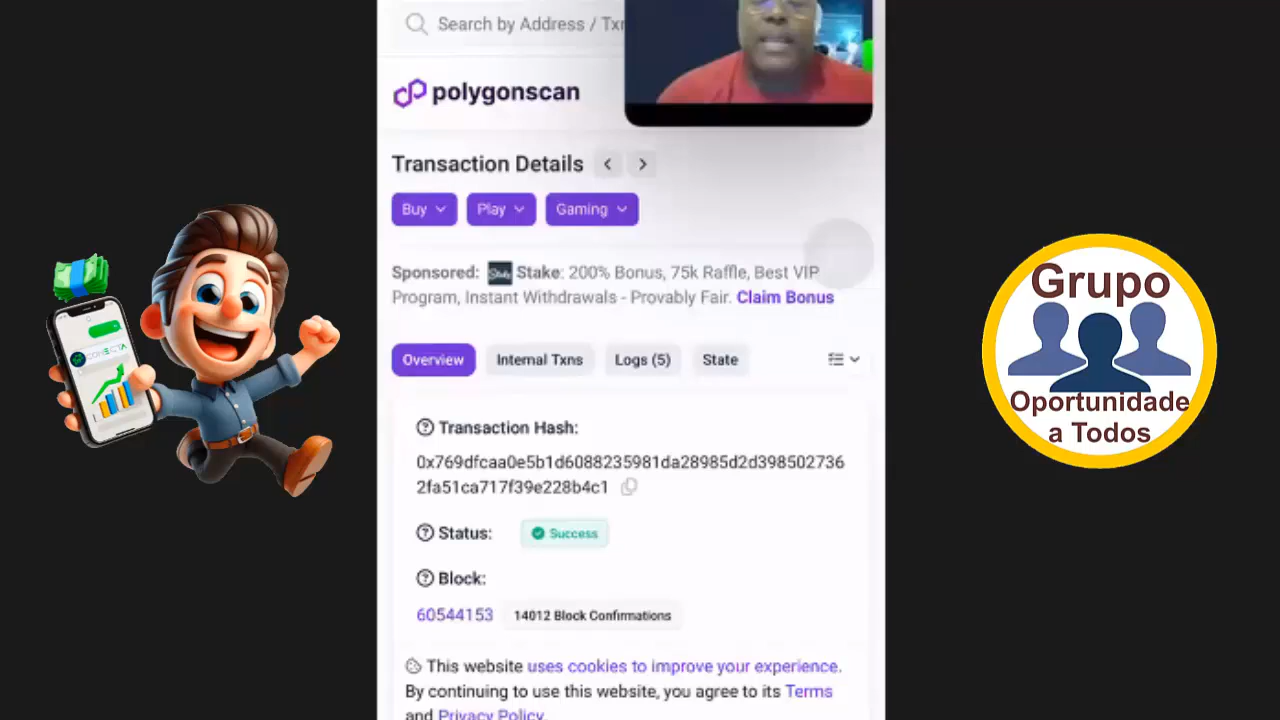 Search by Address / Txn
polygonscan
Transaction Details
Buy
Play
Gaming
Sponsored: Stake: 200% Bonus, 75k Raffle, Best VIP
Program, Instant Withdrawals - Provably Fair. Claim Bonus
Overview
Internal Txns
Logs (5)
State
Transaction Hash:
0x769dfcaa0e5b1d6088235981da28985d2d398502736
2fa51ca717f39e228b4c1
Status:
Success
Block:
60544153
14012 Block Confirmations
This website uses cookies to improve your experience.
By continuing to use this website, you agree to its Terms
and Privacy Policy.
CONECTA
Grupo
Oportunidade
a Todos